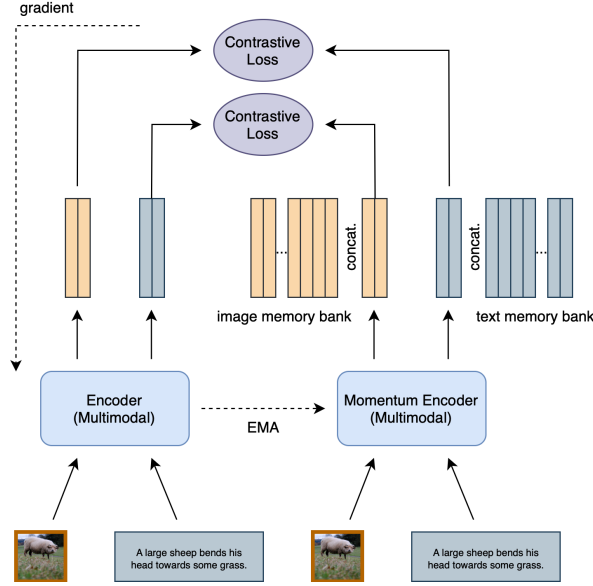 gradient
Contrastive
Loss
Contrastive
Loss
...
concat.
concat.
...
image memory bank
text memory bank
Encoder
(Multimodal)
Momentum Encoder
(Multimodal)
EMA
A large sheep bends his
head towards some grass.
A large sheep bends his
head towards some grass.